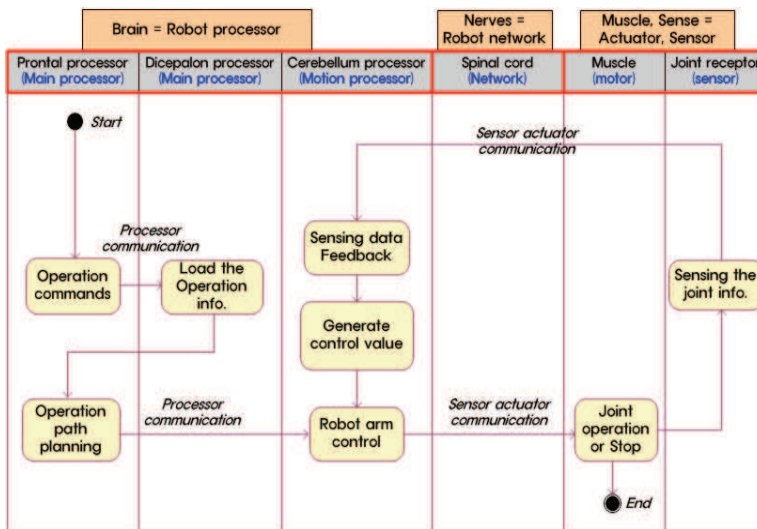 Brain = Robot processor
Nerves =
Robot network
Muscle, Sense =
Actuator, Sensor
Prontal processor
(Main processor)
Dicepalon processor
(Main processor)
Cerebellum processor
(Motion processor)
Spinal cord
(Network)
Muscle
(motor)
Joint receptor
(sensor)
Start
Sensor actuator
communication
Processor
communication
Operation
commands
Load the
Operation
info.
Sensing data
Feedback
Sensing the
joint info.
Generate
control value
Operation
path
planning
Processor
communication
Robot arm
control
Sensor actuator
communication
Joint
operation
or Stop
End